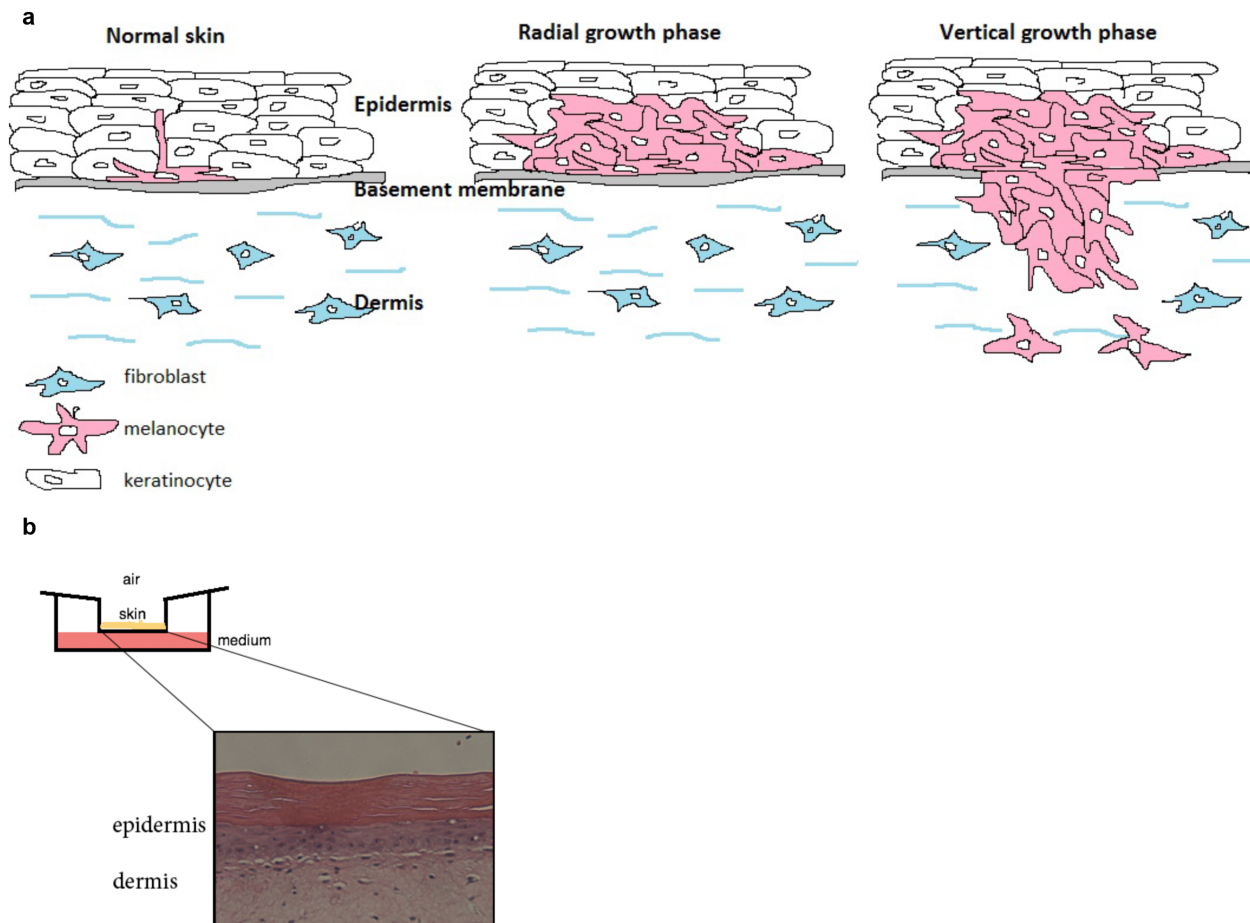 a
Normal skin
Radial growth phase
Vertical growth phase
Epidermis
Basement membrane
Dermis
fibroblast
melanocyte
keratinocyte
b
air
skin
medium
epidermis
dermis